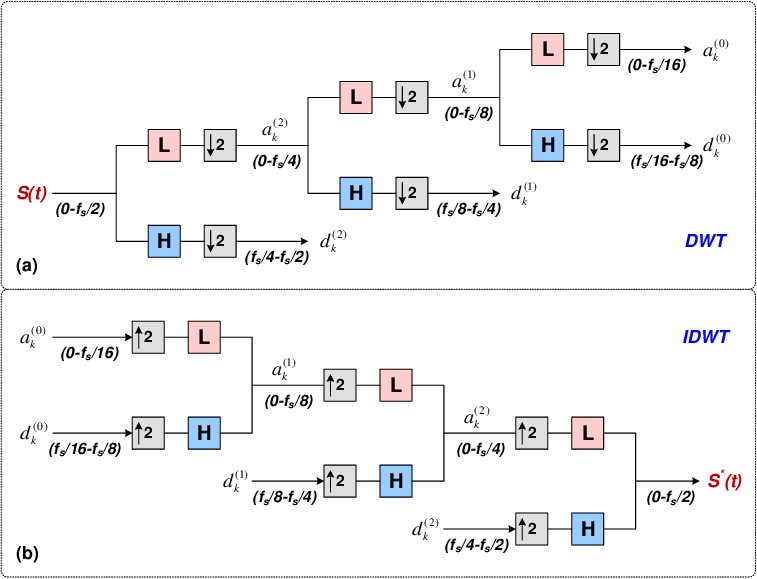 L ↓2 (0-fs/16) a_k^(0)
L ↓2 a_k^(1) (0-fs/8)
H ↓2 (fs/16-fs/8) d_k^(0)
L ↓2 a_k^(2) (0-fs/4)
H ↓2 (fs/8-fs/4) d_k^(1)
S(t) (0-fs/2)
H ↓2 (fs/4-fs/2) d_k^(2)
DWT
(a)
a_k^(0) (0-fs/16) ↑2 L
IDWT
a_k^(1) (0-fs/8) ↑2 L
d_k^(0) (fs/16-fs/8) ↑2 H
a_k^(2) (0-fs/4) ↑2 L
d_k^(1) (fs/8-fs/4) ↑2 H
(0-fs/2) S*(t)
d_k^(2) (fs/4-fs/2) ↑2 H
(b)